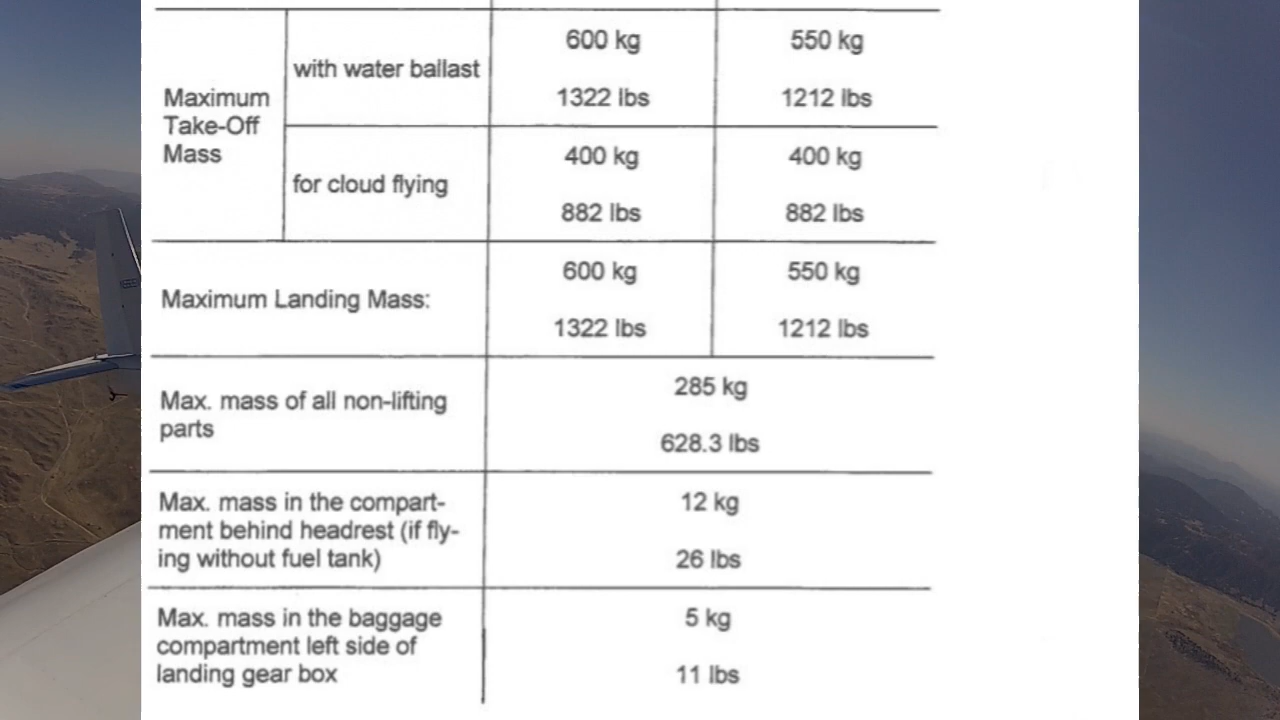 Maximum
Take-Off
Mass
with water ballast
600 kg
1322 lbs
550 kg
1212 lbs
for cloud flying
400 kg
882 lbs
400 kg
882 lbs
Maximum Landing Mass:
600 kg
1322 lbs
550 kg
1212 lbs
Max. mass of all non-lifting
parts
285 kg
628.3 lbs
Max. mass in the compart-
ment behind headrest (if fly-
ing without fuel tank)
12 kg
26 lbs
Max. mass in the baggage
compartment left side of
landing gear box
5 kg
11 lbs